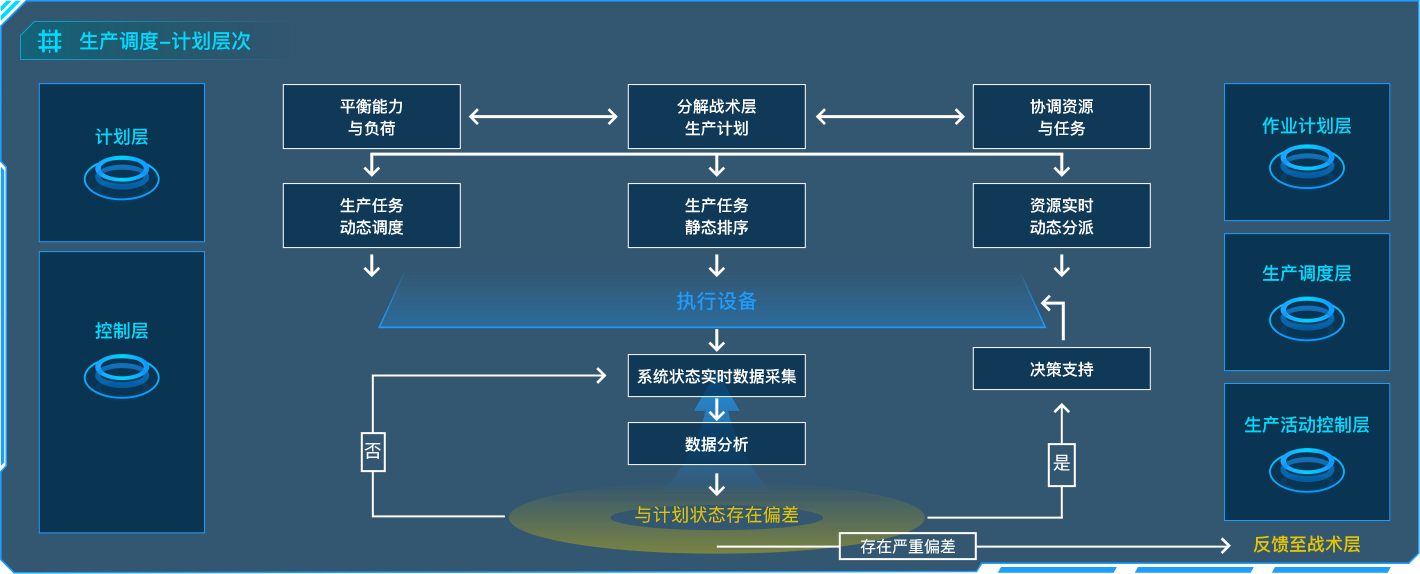 生产调度-计划层次
计划层
控制层
平衡能力
与负荷
分解战术层
生产计划
协调资源
与任务
生产任务
动态调度
生产任务
静态排序
资源实时
动态分派
执行设备
系统状态实时数据采集
数据分析
决策支持
否
是
与计划状态存在偏差
存在严重偏差
作业计划层
生产调度层
生产活动控制层
反馈至战术层